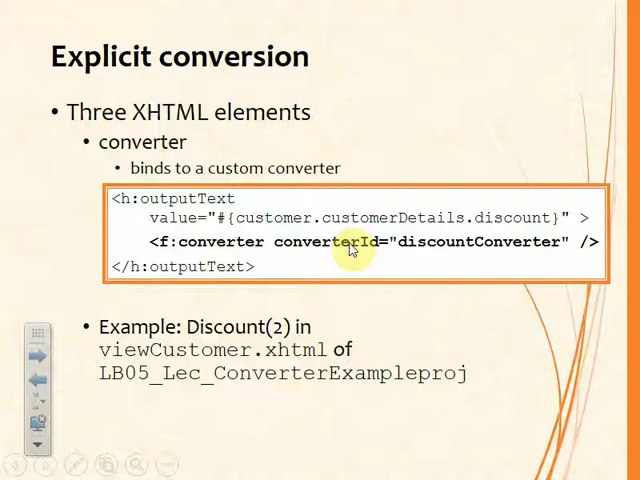 Explicit conversion
• Three XHTML elements
• converter
• binds to a custom converter
<h:outputText
value="#{customer.customerDetails.discount}" >
<f:converter converterId="discountConverter" />
</h:outputText>
• Example: Discount(2) in
viewCustomer.xhtml of
LB05_Lec_ConverterExampleproj